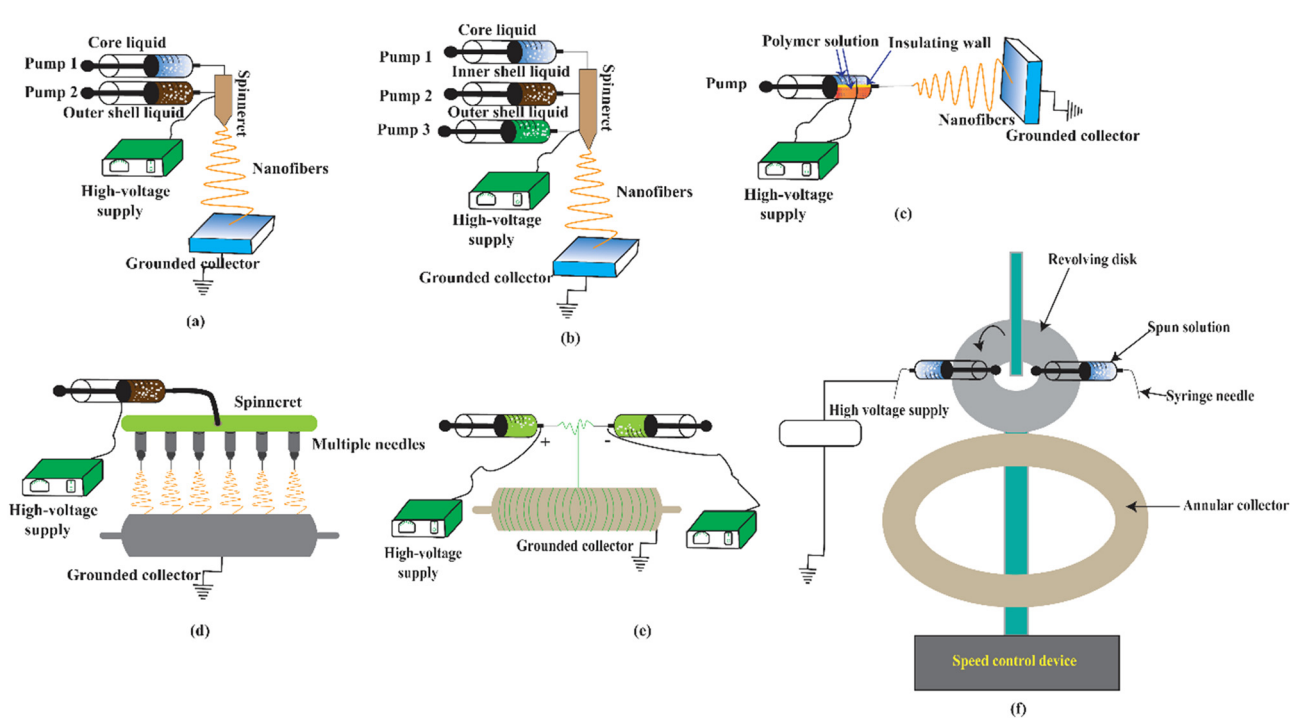 Core liquid
Pump 1
Pump 2
Outer shell liquid
Spinneret
Nanofibers
High-voltage
supply
Grounded collector
(a)
Core liquid
Pump 1
Inner shell liquid
Pump 2
Outer shell liquid
Pump 3
Spinneret
Nanofibers
High-voltage
supply
Grounded collector
(b)
Polymer solution
Insulating wall
Pump
Nanofibers
Grounded collector
High-voltage
supply
(c)
Spinneret
Multiple needles
High-voltage
supply
Grounded collector
(d)
+
-
Grounded collector
High-voltage
supply
(e)
Revolving disk
Spun solution
High voltage supply
Syringe needle
Annular collector
Speed control device
(f)